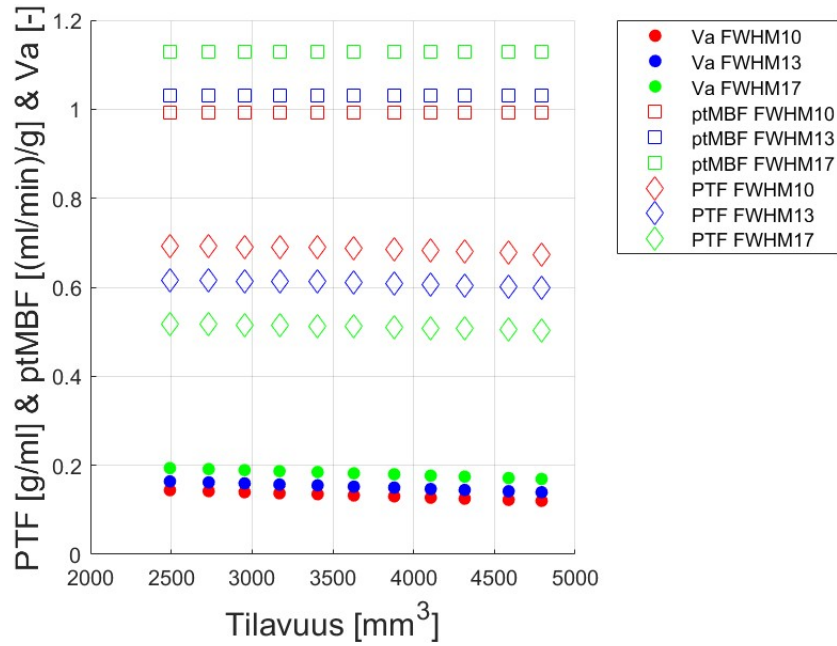 PTF [g/ml] & ptMBF [(ml/min)/g] & Va [-]
1.2
1
0.8
0.6
0.4
0.2
0
2000 2500 3000 3500 4000 4500 5000
Tilavuus [mm³]
Va FWHM10
Va FWHM13
Va FWHM17
ptMBF FWHM10
ptMBF FWHM13
ptMBF FWHM17
PTF FWHM10
PTF FWHM13
PTF FWHM17